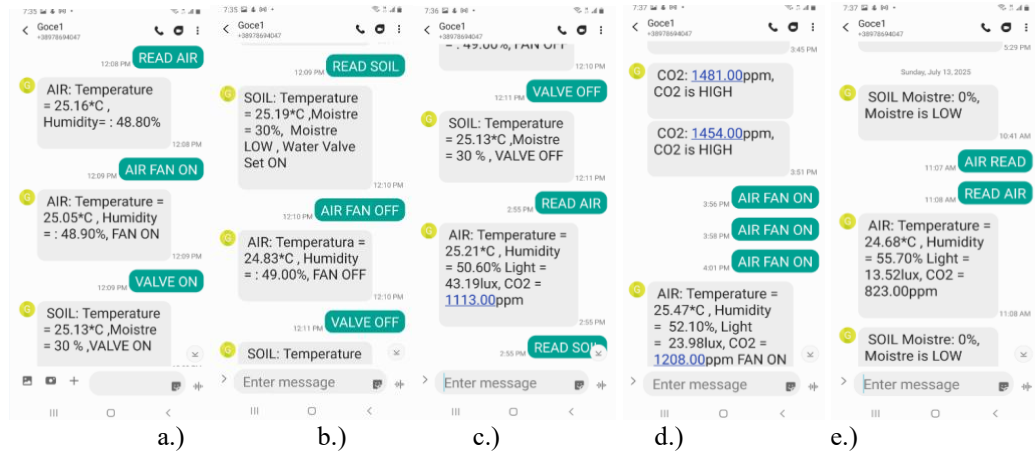 7:35
Goce1
+38978694047
12:08 PM READ AIR
AIR: Temperature
= 25.16*C ,
Humidity= : 48.80%
12:08 PM
12:09 PM AIR FAN ON
AIR: Temperature =
25.05*C , Humidity
= : 48.90%, FAN ON
12:09 PM
12:09 PM VALVE ON
SOIL: Temperature
= 25.13*C ,Moistre
= 30 % ,VALVE ON
a.)
7:35
Goce1
+38978694047
12:09 PM READ SOIL
SOIL: Temperature
= 25.19*C ,Moistre
= 30%, Moistre
LOW , Water Valve
Set ON
12:10 PM
12:10 PM AIR FAN OFF
AIR: Temperatura =
24.83*C , Humidity
= : 49.00%, FAN OFF
12:10 PM
12:11 PM VALVE OFF
SOIL: Temperature
Enter message
b.)
7:36
Goce1
+38978694047
= : 49.00%, FAN OFF
12:10 PM
12:11 PM VALVE OFF
SOIL: Temperature
= 25.13*C ,Moistre
= 30 % , VALVE OFF
12:11 PM
2:55 PM READ AIR
AIR: Temperature =
25.21*C , Humidity
= 50.60% Light =
43.19lux, CO2 =
1113.00ppm
2:55 PM
2:55 PM READ SOIL
Enter message
c.)
7:37
Goce1
+38978694047
3:45 PM
CO2: 1481.00ppm,
CO2 is HIGH
CO2: 1454.00ppm,
CO2 is HIGH
3:51 PM
3:56 PM AIR FAN ON
3:58 PM AIR FAN ON
4:01 PM AIR FAN ON
AIR: Temperature =
25.47*C , Humidity
= 52.10%, Light
= 23.98lux, CO2 =
1208.00ppm FAN ON
Enter message
d.)
7:37
Goce1
+38978694047
5:29 PM
Sunday, July 13, 2025
SOIL Moistre: 0%,
Moistre is LOW
10:41 AM
11:07 AM AIR READ
11:08 AM READ AIR
AIR: Temperature =
24.68*C , Humidity
= 55.70% Light =
13.52lux, CO2 =
823.00ppm
11:08 AM
SOIL Moistre: 0%,
Moistre is LOW
Enter message
e.)